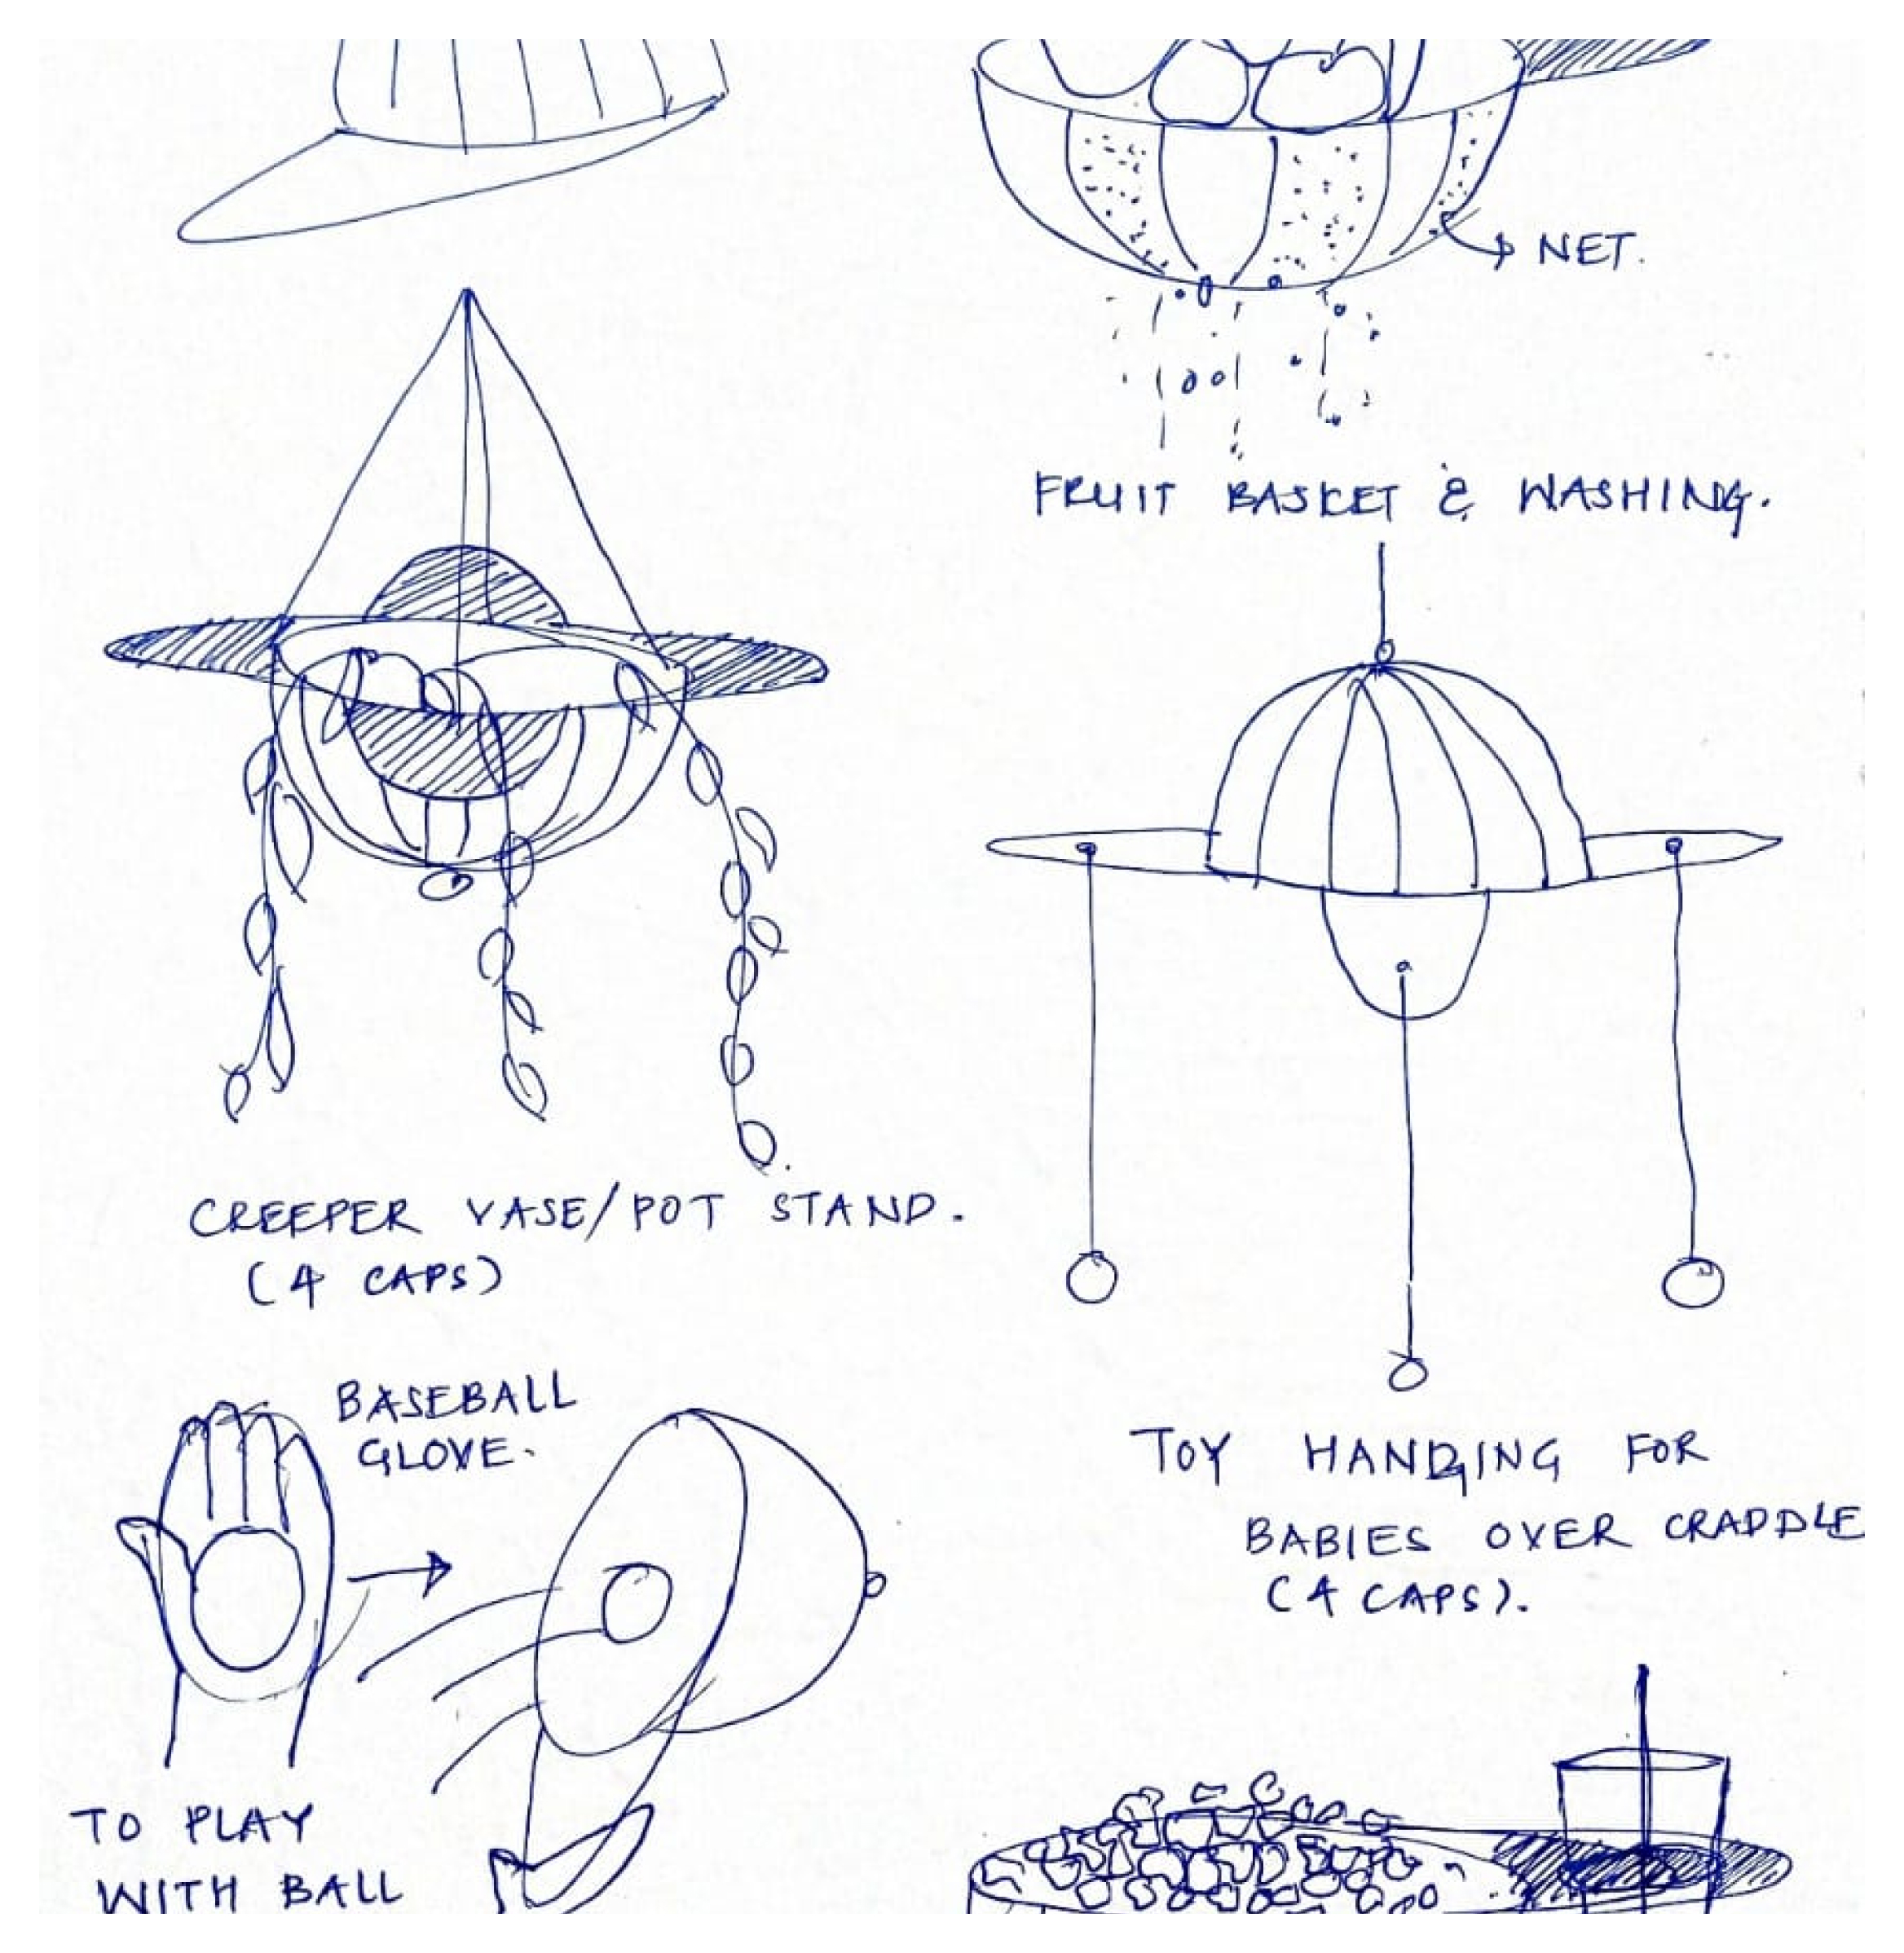 NET.
FRUIT BASKET & WASHING.
CREEPER VASE/POT STAND.
(4 CAPS)
TOY HANGING FOR
BABIES OVER CRADDLE
(4 CAPS).
BASEBALL
GLOVE.
TO PLAY
WITH BALL